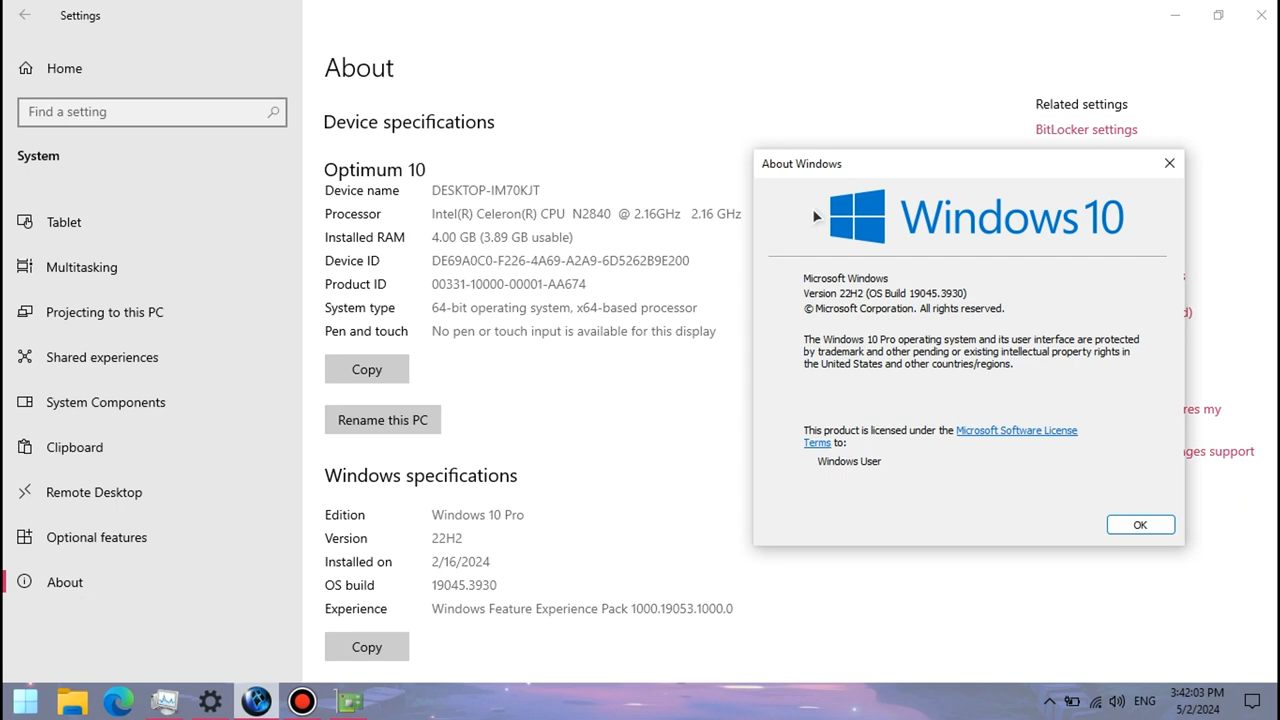 Settings
Home
Find a setting
System
Tablet
Multitasking
Projecting to this PC
Shared experiences
System Components
Clipboard
Remote Desktop
Optional features
About
About
Device specifications
Optimum 10
Device name DESKTOP-IM70KJT
Processor Intel(R) Celeron(R) CPU N2840 @ 2.16GHz 2.16 GHz
Installed RAM 4.00 GB (3.89 GB usable)
Device ID DE69A0C0-F226-4A69-A2A9-6D5262B9E200
Product ID 00331-10000-00001-AA674
System type 64-bit operating system, x64-based processor
Pen and touch No pen or touch input is available for this display
Copy
Rename this PC
Windows specifications
Edition Windows 10 Pro
Version 22H2
Installed on 2/16/2024
OS build 19045.3930
Experience Windows Feature Experience Pack 1000.19053.1000.0
Copy
Related settings
BitLocker settings
res my
ges support
About Windows
Windows 10
Microsoft Windows
Version 22H2 (OS Build 19045.3930)
© Microsoft Corporation. All rights reserved.
The Windows 10 Pro operating system and its user interface are protected
by trademark and other pending or existing intellectual property rights in
the United States and other countries/regions.
This product is licensed under the Microsoft Software License
Terms to:
Windows User
OK
ENG
3:42:03 PM
5/2/2024